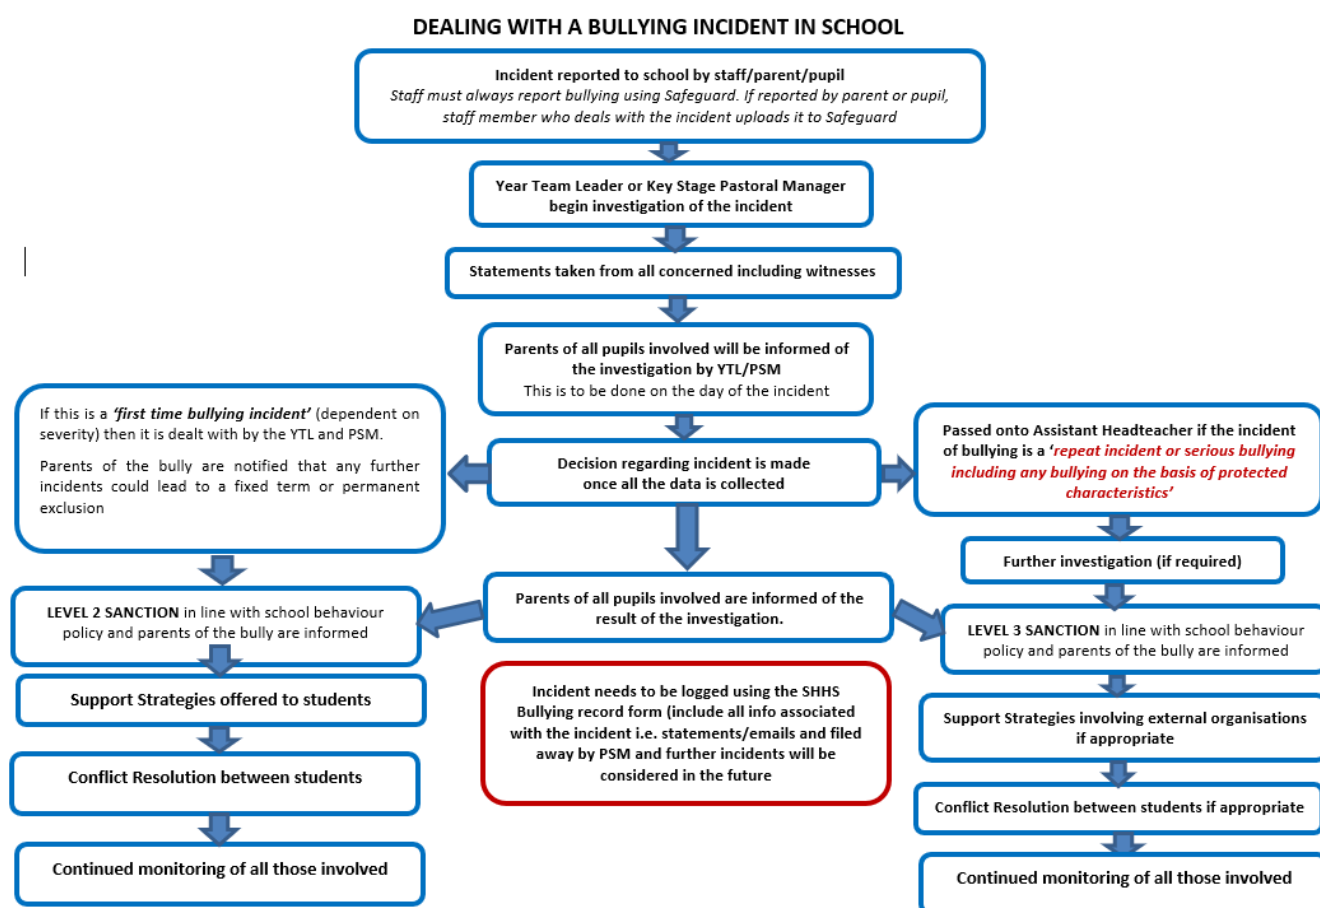 DEALING WITH A BULLYING INCIDENT IN SCHOOL
Incident reported to school by staff/parent/pupil
Staff must always report bullying using Safeguard. If reported by parent or pupil,
staff member who deals with the incident uploads it to Safeguard
Year Team Leader or Key Stage Pastoral Manager
begin investigation of the incident
Statements taken from all concerned including witnesses
Parents of all pupils involved will be informed of
the investigation by YTL/PSM
This is to be done on the day of the incident
Decision regarding incident is made
once all the data is collected
If this is a ‘first time bullying incident’ (dependent on
severity) then it is dealt with by the YTL and PSM.
Parents of the bully are notified that any further
incidents could lead to a fixed term or permanent
exclusion
LEVEL 2 SANCTION in line with school behaviour
policy and parents of the bully are informed
Support Strategies offered to students
Conflict Resolution between students
Continued monitoring of all those involved
Parents of all pupils involved are informed of the
result of the investigation.
Incident needs to be logged using the SHHS
Bullying record form (include all info associated
with the incident i.e. statements/emails and filed
away by PSM and further incidents will be
considered in the future
Passed onto Assistant Headteacher if the incident
of bullying is a ‘repeat incident or serious bullying
including any bullying on the basis of protected
characteristics’
Further investigation (if required)
LEVEL 3 SANCTION in line with school behaviour
policy and parents of the bully are informed
Support Strategies involving external organisations
if appropriate
Conflict Resolution between students if appropriate
Continued monitoring of all those involved